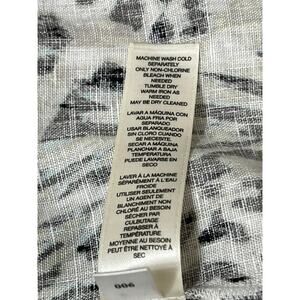 MACHINE WASH COLD
SEPARATELY
ONLY NON-CHLORINE
BLEACH WHEN
NEEDED
TUMBLE DRY
WARM IRON AS
NEEDED
MAY BE DRY CLEANED
LAVAR A MÁQUINA CON
AGUA FRIA POR
SEPARADO
USAR BLANQUEADOR
SIN CLORO CUANDO
SE NECESITE
SECAR A MÁQUINA
PLANCHAR A BAJA
TEMPERATURA
PUEDE LAVARSE EN
SECO
LAVER À LA MACHINE
SÉPARÉMENT À L'EAU
FROIDE
UTILISER SEULEMENT
UN AGENT DE
BLANCHIMENT NON
CHLORÉ AU BESOIN
SÉCHER PAR
CULBUTAGE
REPASSER À
TEMPÉRATURE
MOYENNE AU BESOIN
PEUT ÊTRE NETTOYÉ À
SEC
006